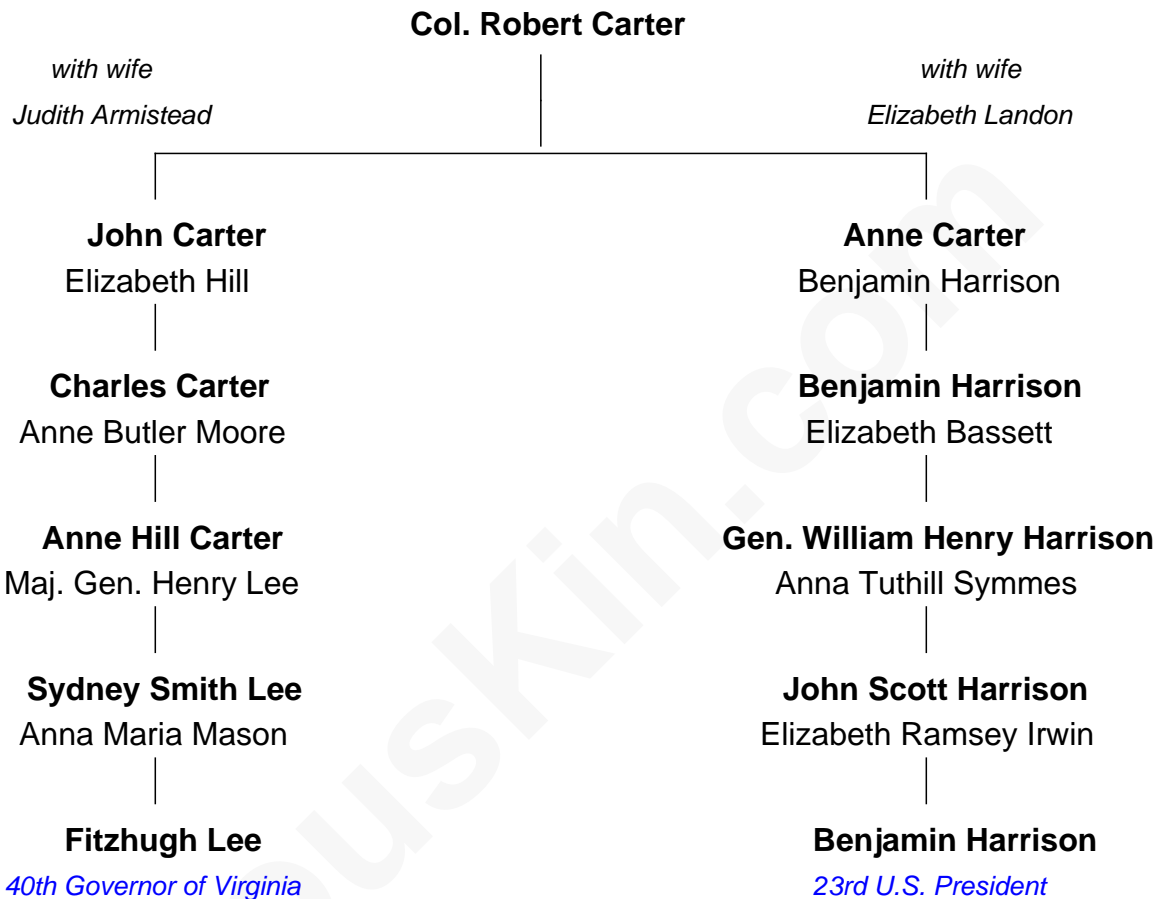 Col. Robert Carter
with wife
Judith Armistead
with wife
Elizabeth Landon
John Carter
Elizabeth Hill
Anne Carter
Benjamin Harrison
Charles Carter
Anne Butler Moore
Benjamin Harrison
Elizabeth Bassett
Anne Hill Carter
Maj. Gen. Henry Lee
Gen. William Henry Harrison
Anna Tuthill Symmes
Sydney Smith Lee
Anna Maria Mason
John Scott Harrison
Elizabeth Ramsey Irwin
Fitzhugh Lee
40th Governor of Virginia
Benjamin Harrison
23rd U.S. President
usKin.com